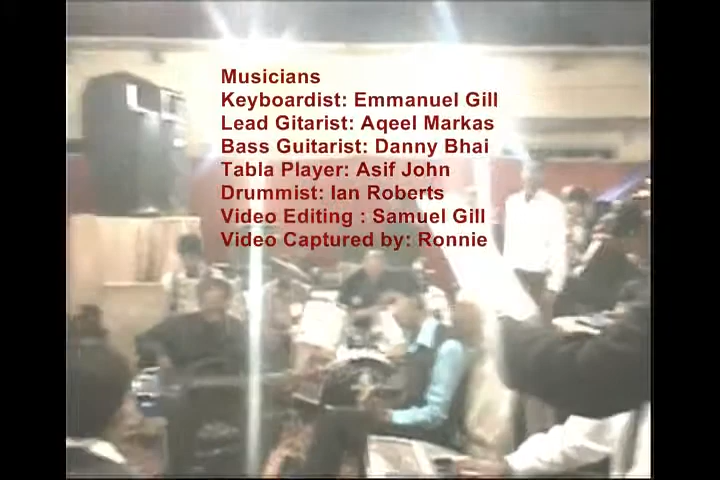 Musicians
Keyboardist: Emmanuel Gill
Lead Gitarist: Aqeel Markas
Bass Guitarist: Danny Bhai
Tabla Player: Asif John
Drummist: Ian Roberts
Video Editing : Samuel Gill
Video Captured by: Ronnie